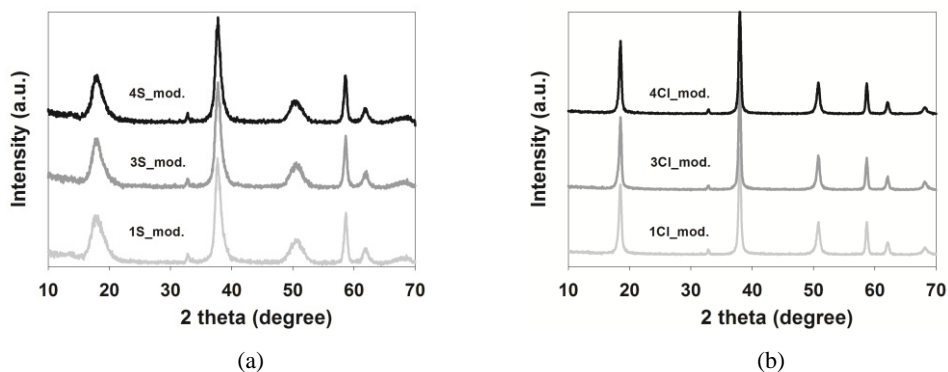 Intensity (a.u.)
4S_mod.
3S_mod.
1S_mod.
10 20 30 40 50 60 70
2 theta (degree)
(a)
Intensity (a.u.)
4Cl_mod.
3Cl_mod.
1Cl_mod.
10 20 30 40 50 60 70
2 theta (degree)
(b)